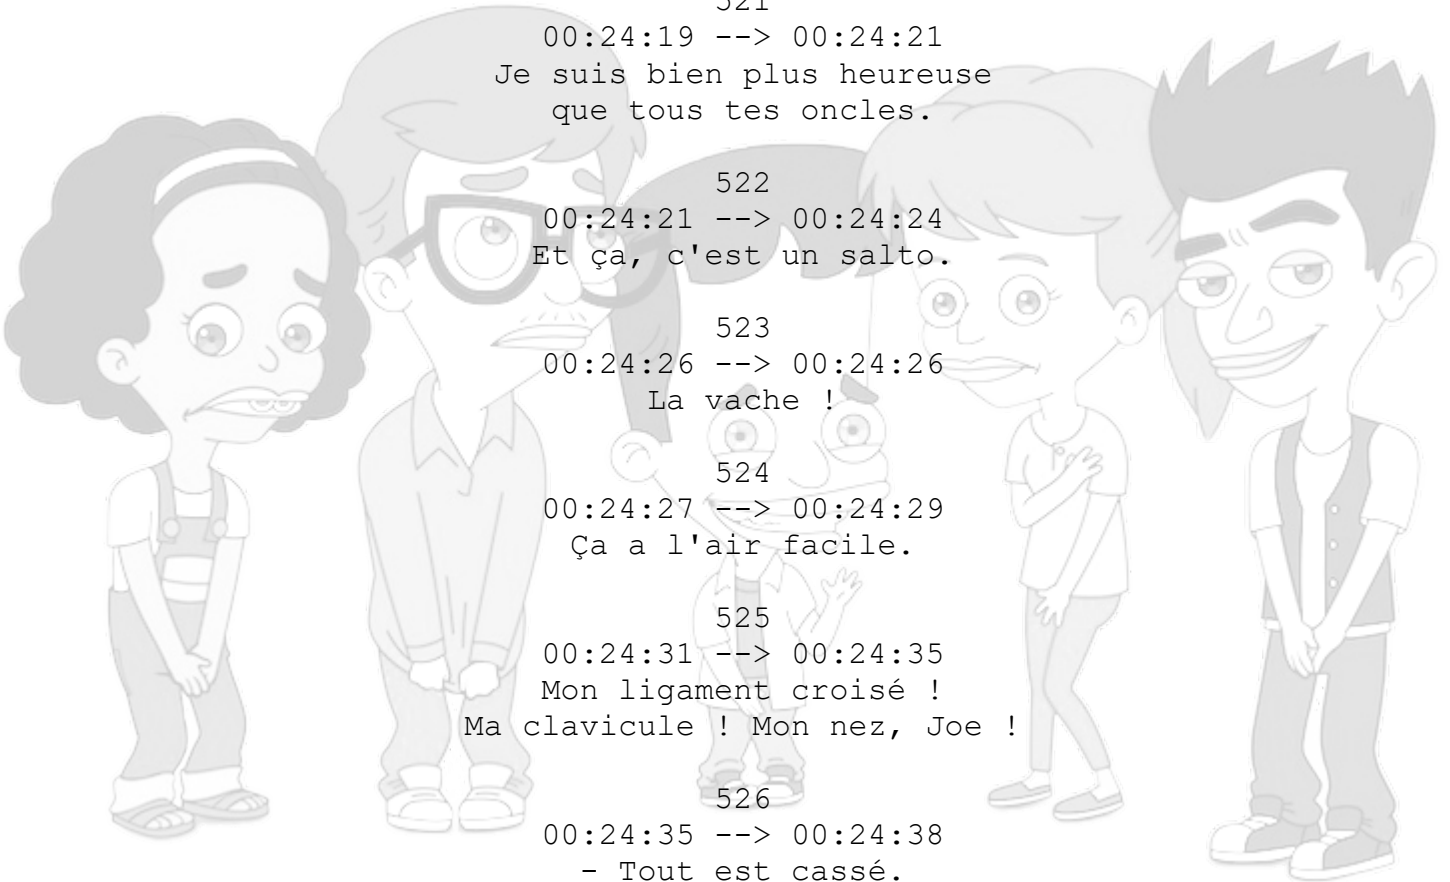 521
00:24:19 --> 00:24:21
Je suis bien plus heureuse
que tous tes oncles.
522
00:24:21 --> 00:24:24
Et ça, c'est un salto.
523
00:24:26 --> 00:24:26
La vache !
524
00:24:27 --> 00:24:29
Ça a l'air facile.
525
00:24:31 --> 00:24:35
Mon ligament croisé !
Ma clavicule ! Mon nez, Joe !
526
00:24:35 --> 00:24:38
- Tout est cassé.